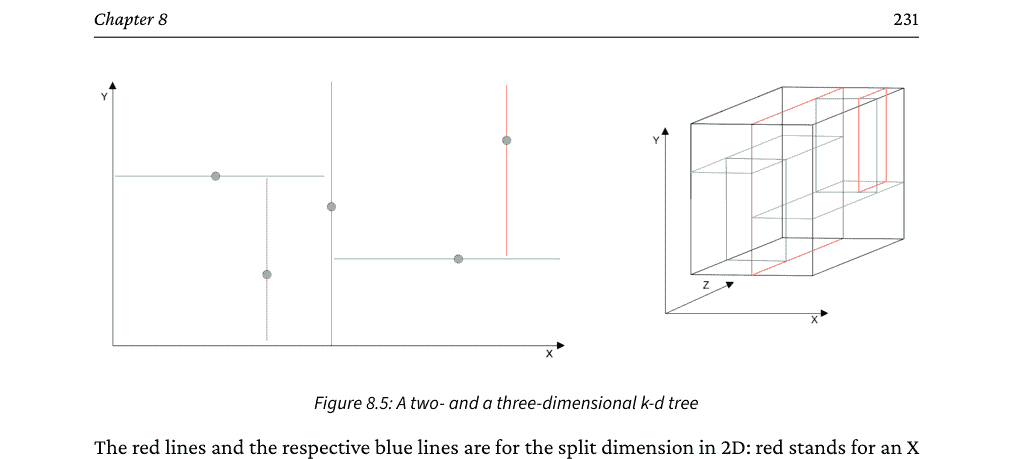 Chapter 8 231
Y
X
Y
Z
X
Figure 8.5: A two- and a three-dimensional k-d tree
The red lines and the respective blue lines are for the split dimension in 2D: red stands for an X